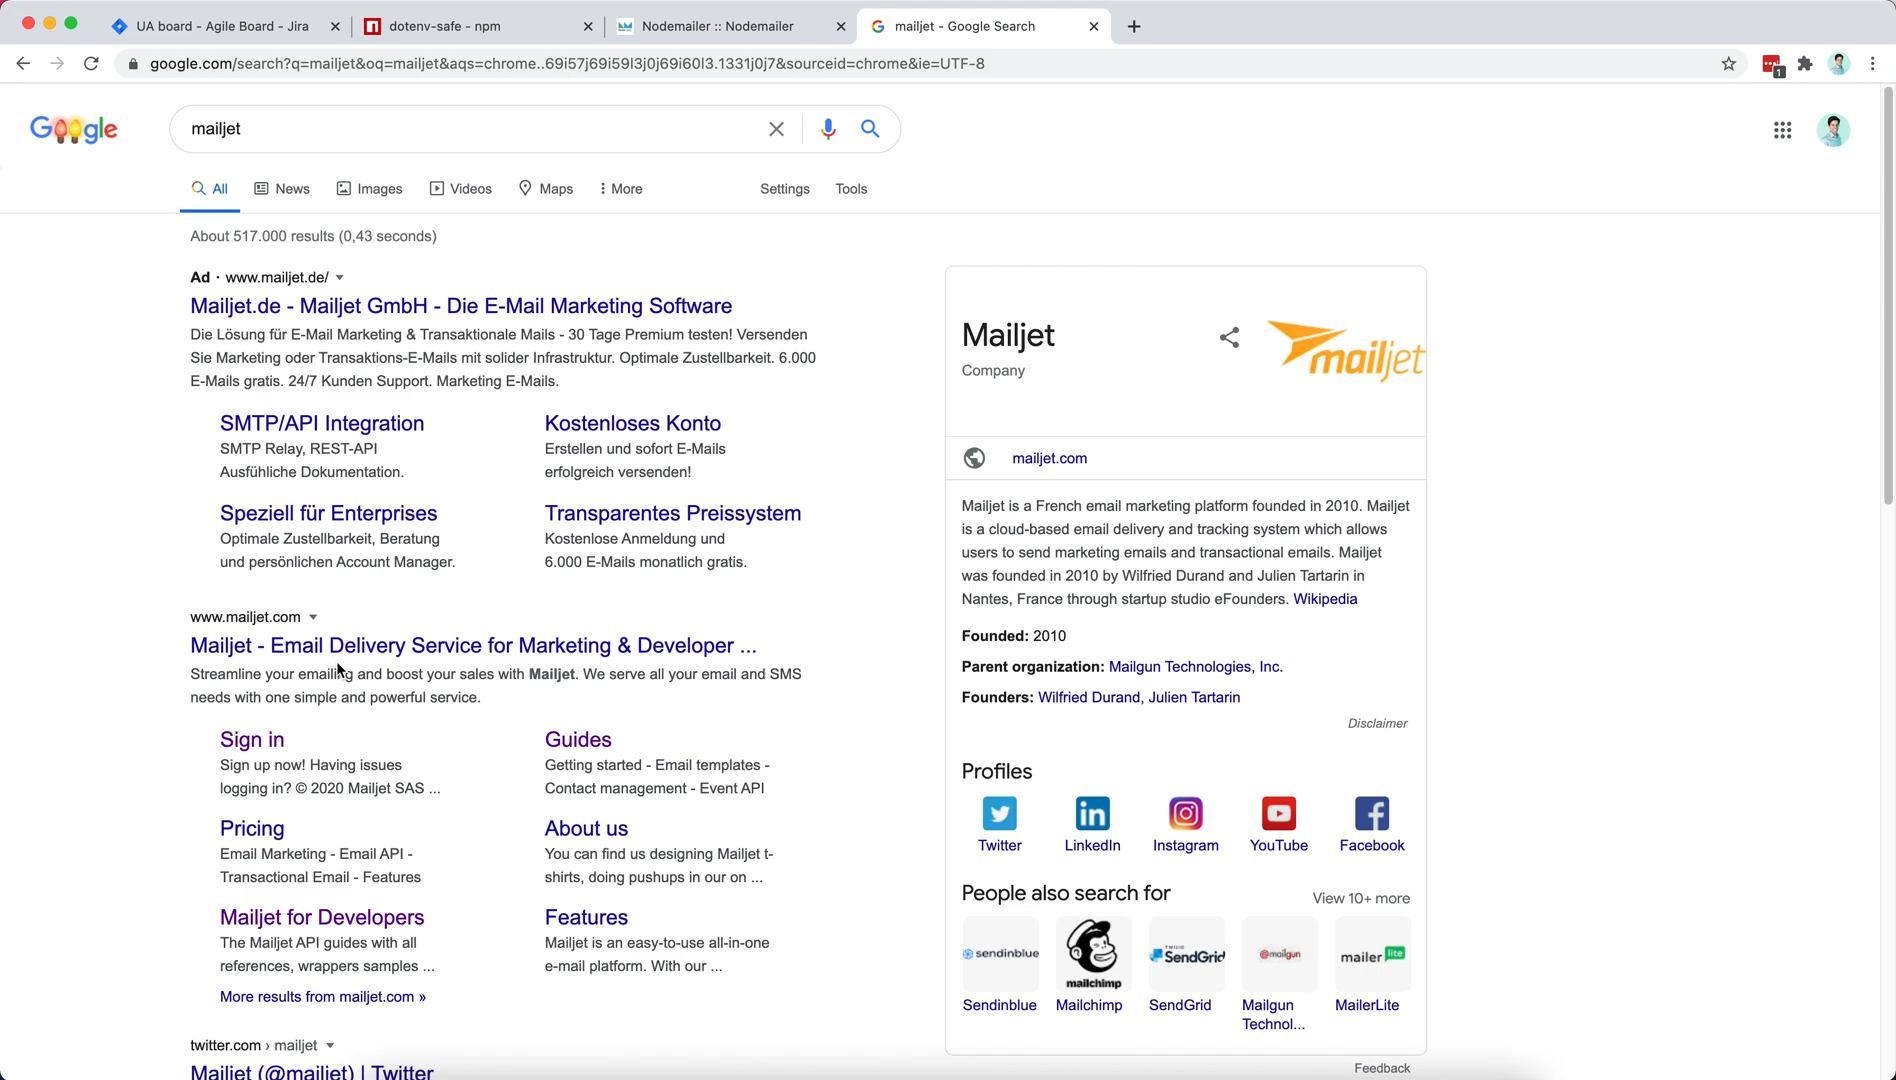 UA board - Agile Board - Jira
dotenv-safe - npm
Nodemailer :: Nodemailer
mailjet - Google Search
google.com/search?q=mailjet&oq=mailjet&aqs=chrome..69i57j69i59l3j0j69i60l3.1331j0j7&sourceid=chrome&ie=UTF-8
1
Google
mailjet
All
News
Images
Videos
Maps
More
Settings
Tools
About 517.000 results (0,43 seconds)
Ad · www.mailjet.de/
Mailjet.de - Mailjet GmbH - Die E-Mail Marketing Software
Die Lösung für E-Mail Marketing & Transaktionale Mails - 30 Tage Premium testen! Versenden
Sie Marketing oder Transaktions-E-Mails mit solider Infrastruktur. Optimale Zustellbarkeit. 6.000
E-Mails gratis. 24/7 Kunden Support. Marketing E-Mails.
SMTP/API Integration
SMTP Relay, REST-API
Ausfühliche Dokumentation.
Kostenloses Konto
Erstellen und sofort E-Mails
erfolgreich versenden!
Speziell für Enterprises
Optimale Zustellbarkeit, Beratung
und persönlichen Account Manager.
Transparentes Preissystem
Kostenlose Anmeldung und
6.000 E-Mails monatlich gratis.
www.mailjet.com
Mailjet - Email Delivery Service for Marketing & Developer ...
Streamline your emailing and boost your sales with Mailjet. We serve all your email and SMS
needs with one simple and powerful service.
Sign in
Sign up now! Having issues
logging in? © 2020 Mailjet SAS ...
Guides
Getting started - Email templates -
Contact management - Event API
Pricing
Email Marketing - Email API -
Transactional Email - Features
About us
You can find us designing Mailjet t-
shirts, doing pushups in our on ...
Mailjet for Developers
The Mailjet API guides with all
references, wrappers samples ...
Features
Mailjet is an easy-to-use all-in-one
e-mail platform. With our ...
More results from mailjet.com »
twitter.com › mailjet
Mailjet (@mailjet) | Twitter
Mailjet
Company
mailjet
mailjet.com
Mailjet is a French email marketing platform founded in 2010. Mailjet
is a cloud-based email delivery and tracking system which allows
users to send marketing emails and transactional emails. Mailjet
was founded in 2010 by Wilfried Durand and Julien Tartarin in
Nantes, France through startup studio eFounders. Wikipedia
Founded: 2010
Parent organization: Mailgun Technologies, Inc.
Founders: Wilfried Durand, Julien Tartarin
Disclaimer
Profiles
Twitter
LinkedIn
Instagram
YouTube
Facebook
People also search for
View 10+ more
sendinblue
mailchimp
TWILIO
SendGrid
@mailgun
mailer lite
Sendinblue
Mailchimp
SendGrid
Mailgun
Technol...
MailerLite
Feedback